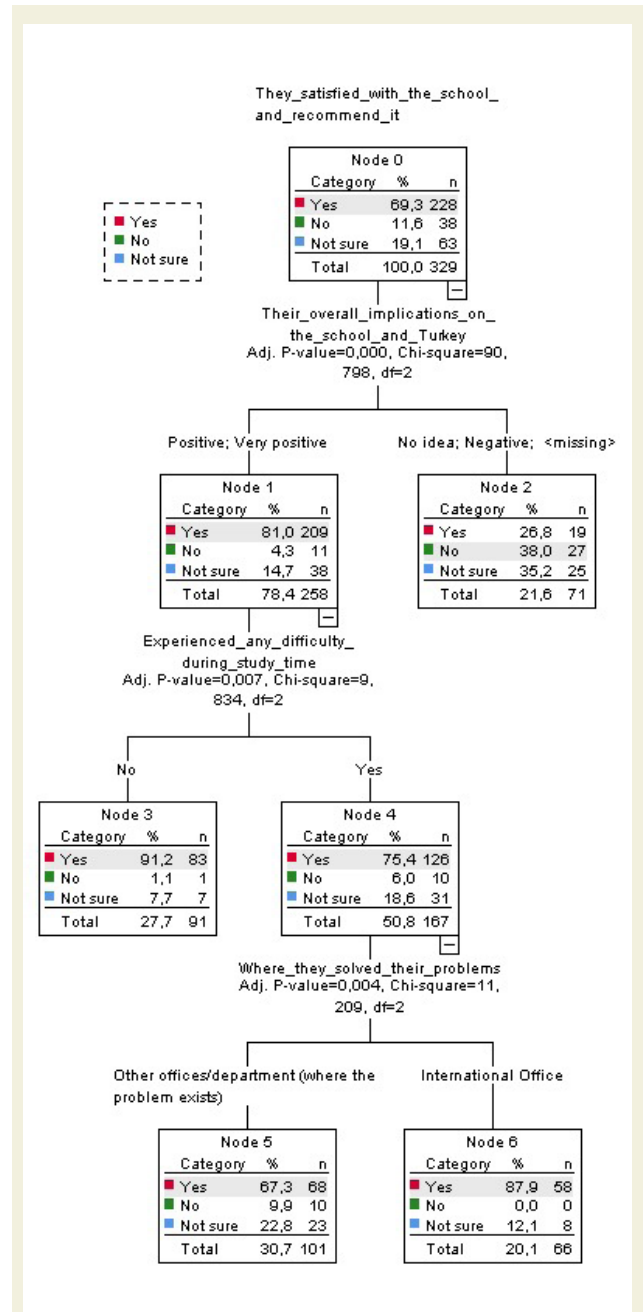 They_satisfied_with_the_school_
and_recommend_it
Yes
No
Not sure
Node 0
Category % n
Yes 69,3 228
No 11,6 38
Not sure 19,1 63
Total 100,0 329
Their_overall_implications_on_
the_school_and_Turkey
Adj. P-value=0,000, Chi-square=90,
798, df=2
Positive; Very positive
No idea; Negative; <missing>
Node 1
Category % n
Yes 81,0 209
No 4,3 11
Not sure 14,7 38
Total 78,4 258
Node 2
Category % n
Yes 26,8 19
No 38,0 27
Not sure 35,2 25
Total 21,6 71
Experienced_any_difficulty_
during_study_time
Adj. P-value=0,007, Chi-square=9,
834, df=2
No
Yes
Node 3
Category % n
Yes 91,2 83
No 1,1 1
Not sure 7,7 7
Total 27,7 91
Node 4
Category % n
Yes 75,4 126
No 6,0 10
Not sure 18,6 31
Total 50,8 167
Where_they_solved_their_problems
Adj. P-value=0,004, Chi-square=11,
209, df=2
Other offices/department (where the
problem exists)
International Office
Node 5
Category % n
Yes 67,3 68
No 9,9 10
Not sure 22,8 23
Total 30,7 101
Node 6
Category % n
Yes 87,9 58
No 0,0 0
Not sure 12,1 8
Total 20,1 66